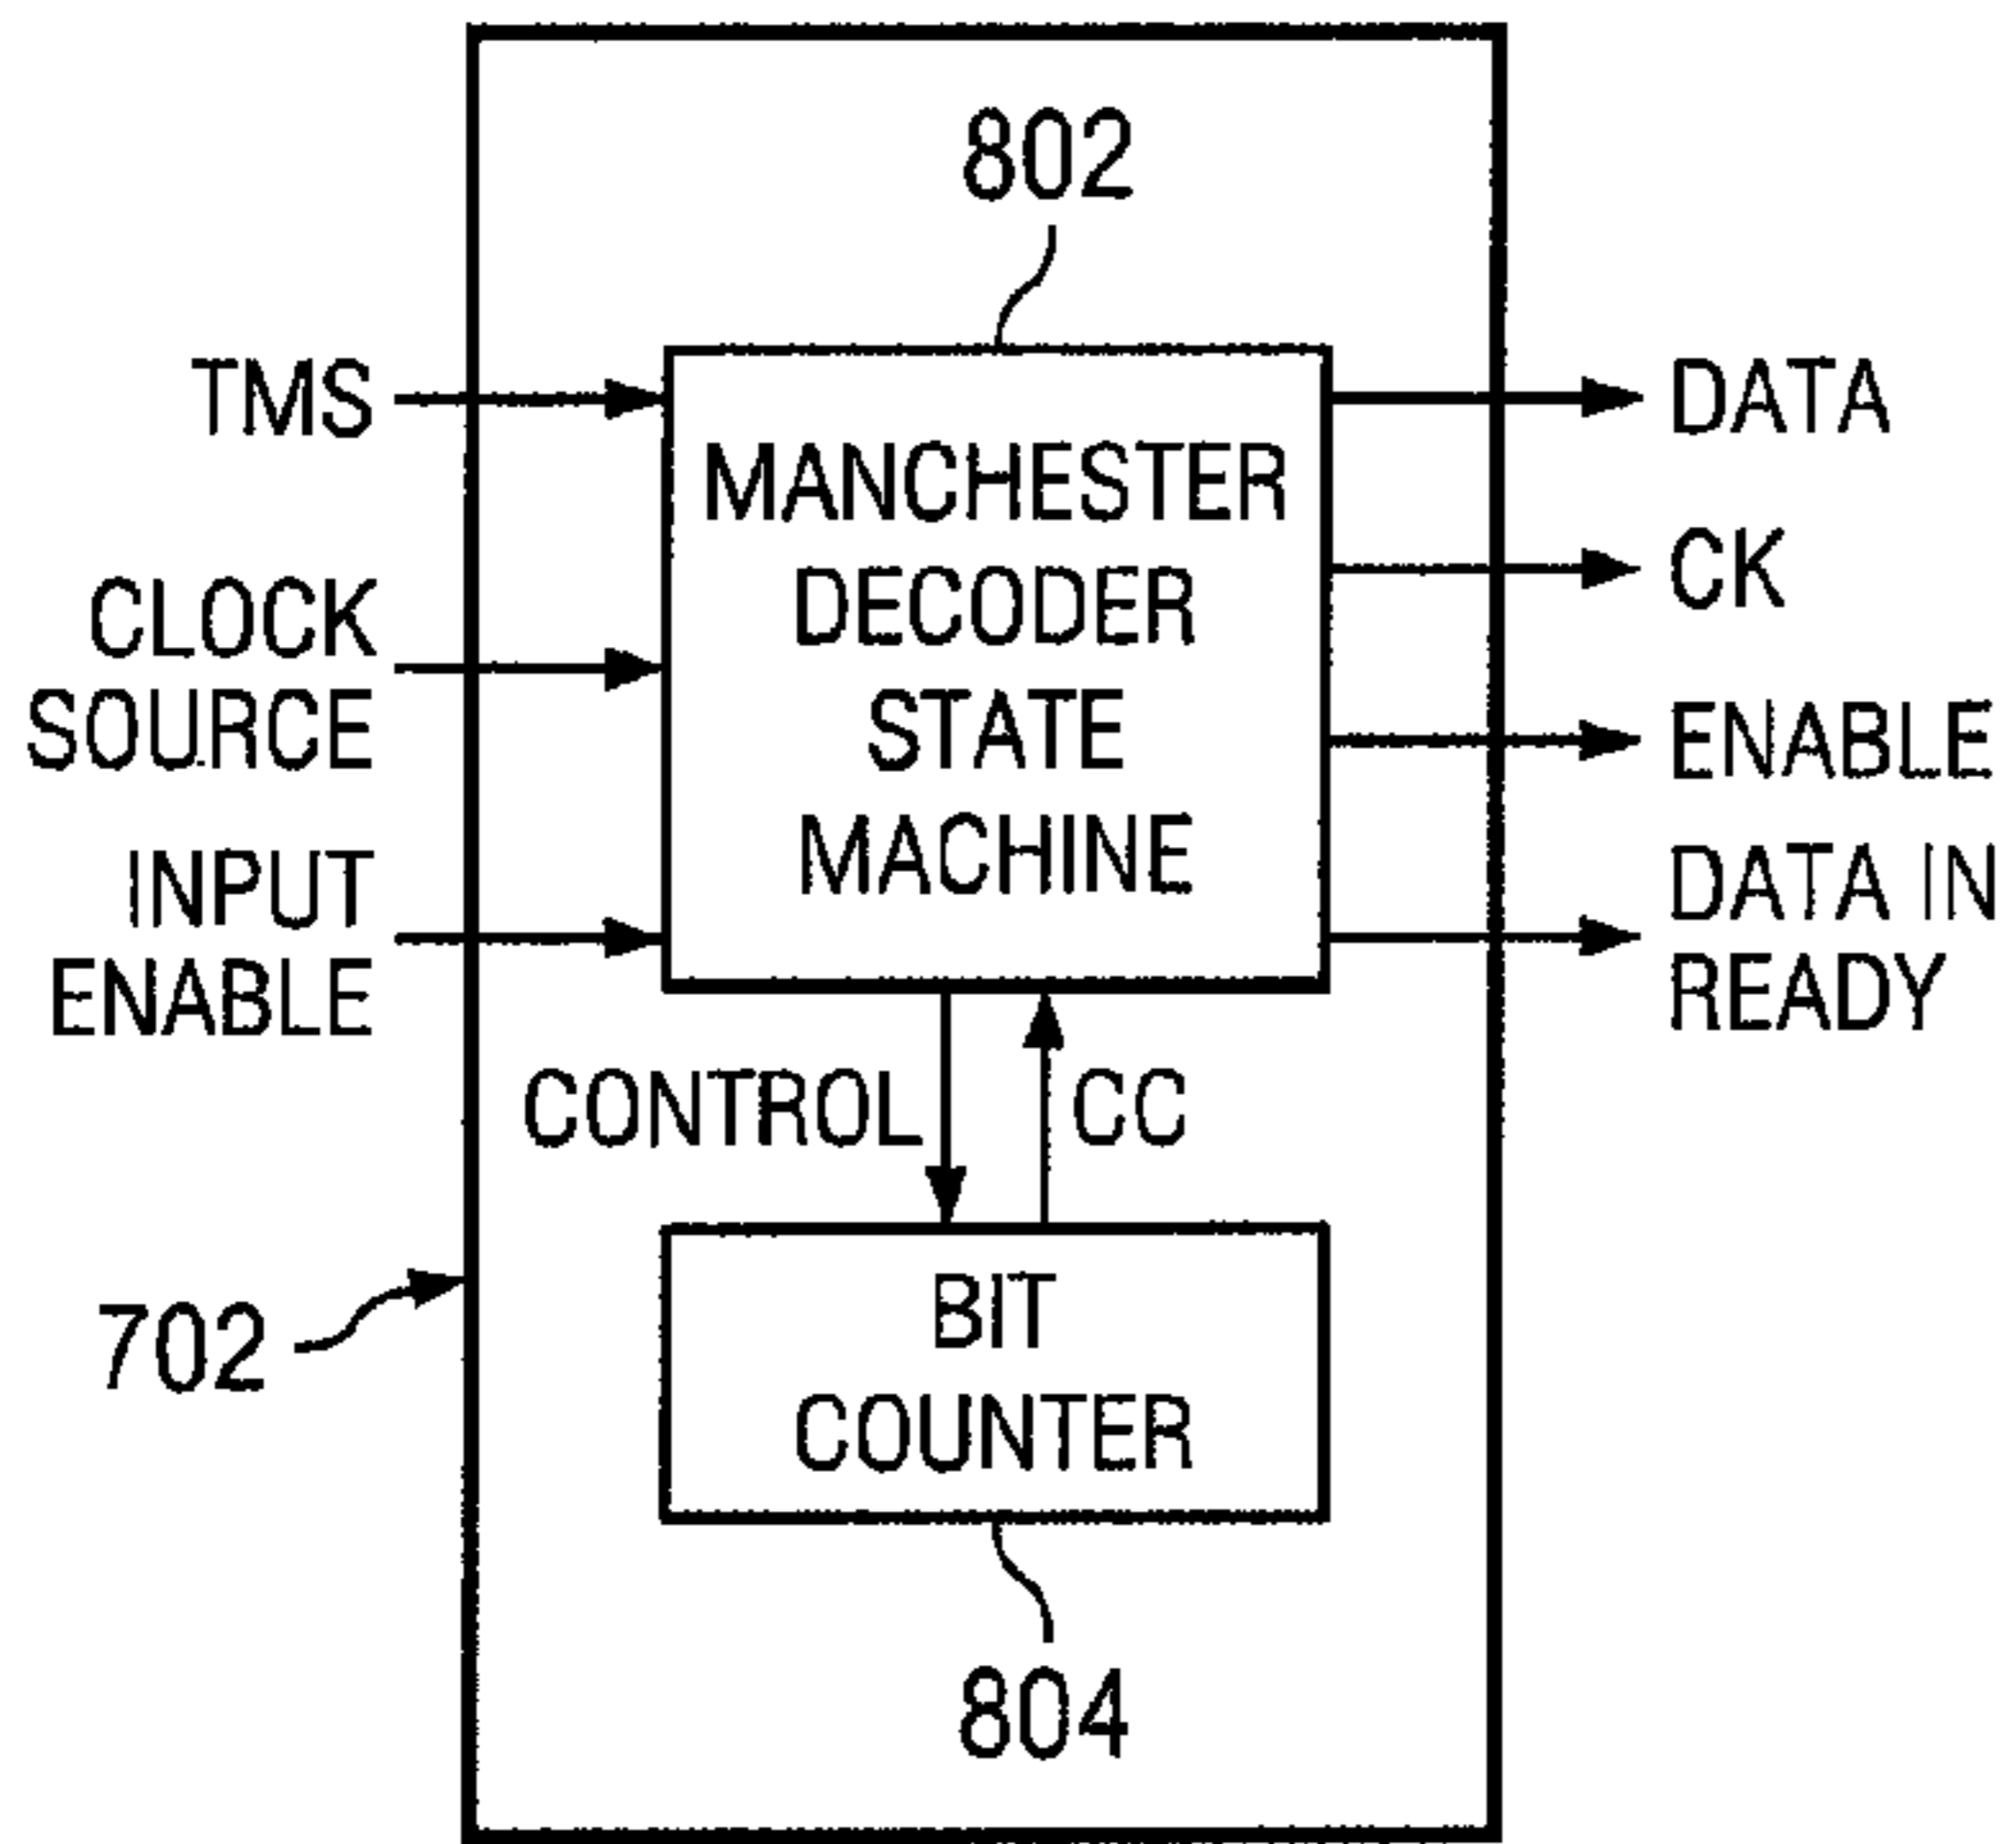 802
TMS
CLOCK
SOURCE
INPUT
ENABLE
MANCHESTER
DECODER
STATE
MACHINE
DATA
CK
ENABLE
DATA IN
READY
CONTROL
CC
702
BIT
COUNTER
804